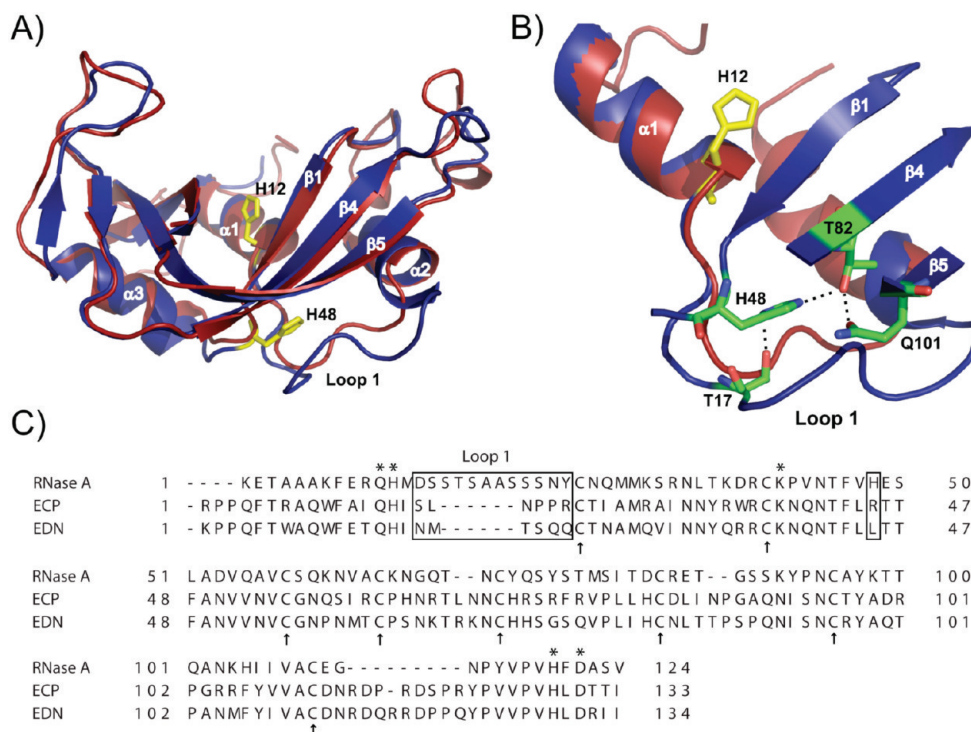 A)
H12
β1
α1
β4
β5
α2
α3
H48
Loop 1
B)
H12
β1
α1
β4
T82
β5
H48
Q101
T17
Loop 1
C)
Loop 1
* * *
RNase A 1 ----KETAAAKFERQHMDSSTSAASSSNYCNQMMKSRNLTKDRCKPVNTFVHES 50
ECP 1 RPPQFTRAQWFAIQHISL------NPPRCTIAMRAINNYRWRCKNQNTFLRTT 47
EDN 1 KPPQFTWAQWFAIQHINM------TSQQCTNAMQVINNYQRRCKNQNTFLLTT 47
↑ ↑
RNase A 51 LADVQAVCSQKNVACKNGQT--NCYQSYSTMSITDCRET--GSSKYPNCAYKTT 100
ECP 48 FANVVNVCGNQSIRCPHNRTLNNCHRSRFRVPLLHCDLINPGAQNISNCTYADR 101
EDN 48 FANVVNVCGNPNMTCPSNKTRKNCHHSGSQVPLIHCNLTTPSPQNISNCRYAQT 101
↑ ↑ ↑ ↑ ↑
* *
RNase A 101 QANKHIIVACEG---------NPYVPVHFDASV 124
ECP 102 PGRRFYVVACDNRDP-RDSPRYPVVPVHLDTTI 133
EDN 102 PANMFYIVACDNRDQRRDPPQYPVVPVHLDRII 134
↑